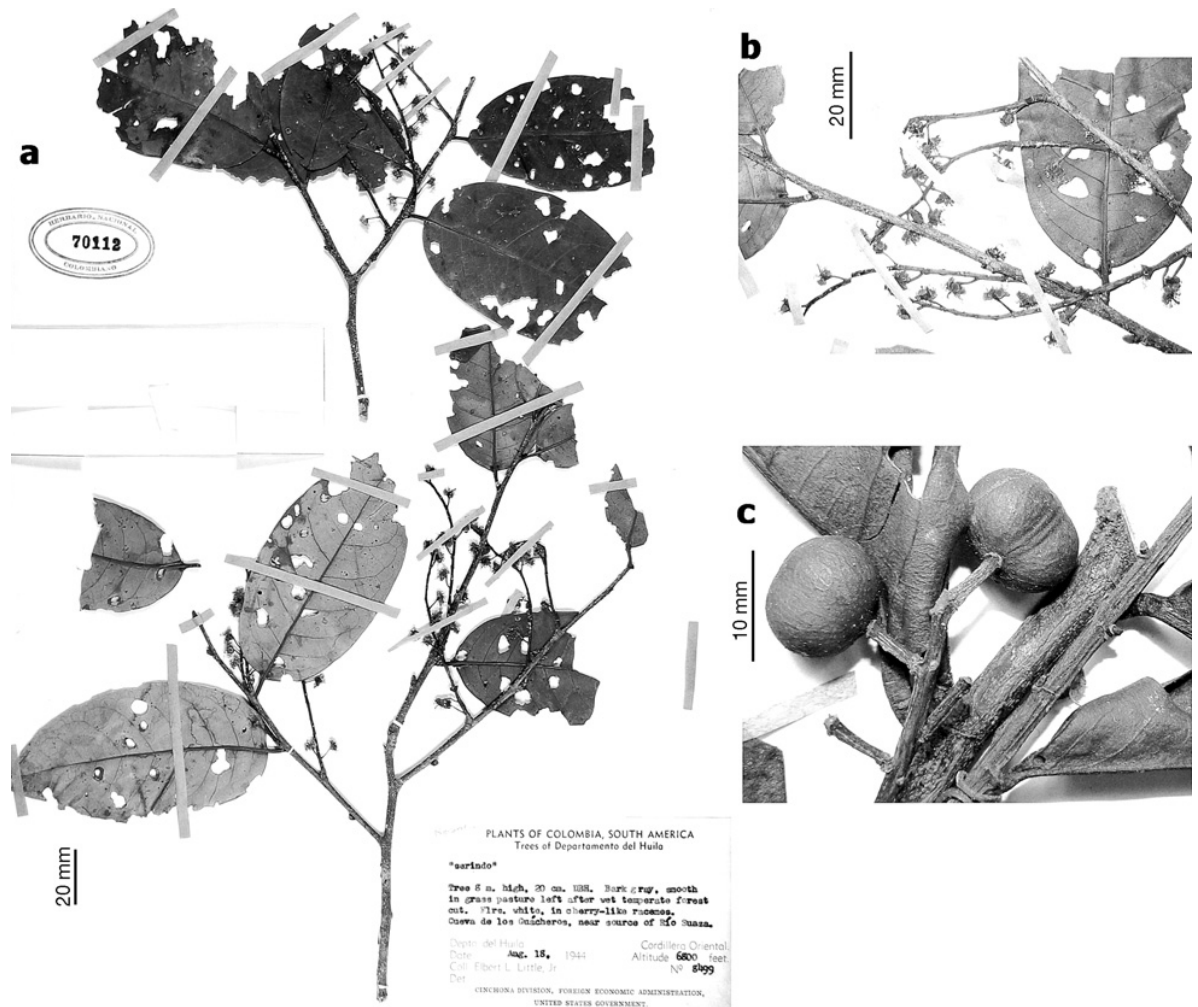 a
HERBARIO NACIONAL
70112
COLOMBIANO
20 mm
b
20 mm
c
10 mm
PLANTS OF COLOMBIA, SOUTH AMERICA
Trees of Departamento del Huila
"sarindo"
Tree 8 m. high, 20 cm. DBH. Bark gray, smooth
in grass pasture left after wet temperate forest
cut. Flrs. white, in cherry-like racemes.
Cueva de los Guácheros, near source of Río Suaza.
Depto. del Huila Cordillera Oriental,
Date Aug. 18, 1944 Altitude 6800 feet.
Coll. Elbert L. Little, Jr. Nº 8499
Det.
CINCHONA DIVISION, FOREIGN ECONOMIC ADMINISTRATION,
UNITED STATES GOVERNMENT.